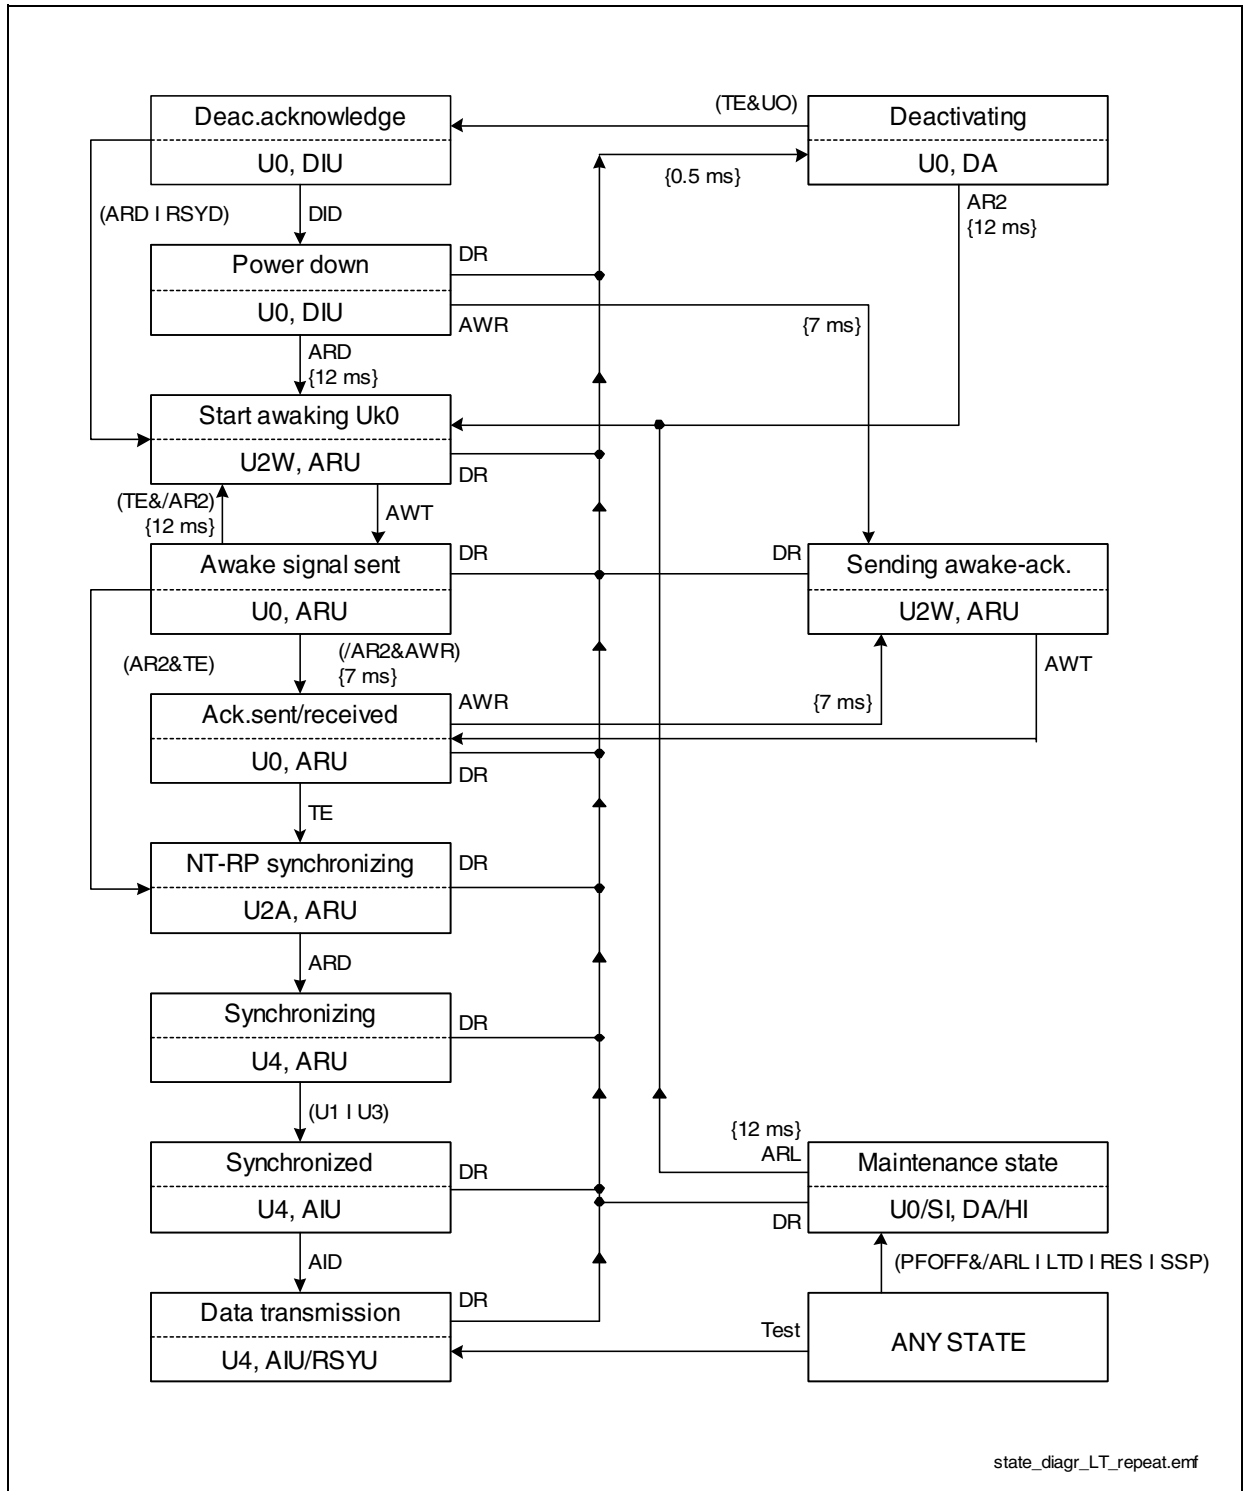 (TE&UO)
Deac.acknowledge
U0, DIU
Deactivating
U0, DA
{0.5 ms}
(ARD I RSYD)
DID
AR2
{12 ms}
Power down
U0, DIU
DR
AWR
{7 ms}
ARD
{12 ms}
Start awaking Uk0
U2W, ARU
DR
(TE&/AR2)
{12 ms}
AWT
Awake signal sent
U0, ARU
DR
DR
Sending awake-ack.
U2W, ARU
(AR2&TE)
(/AR2&AWR)
{7 ms}
AWT
Ack.sent/received
U0, ARU
AWR
{7 ms}
DR
TE
NT-RP synchronizing
U2A, ARU
DR
ARD
Synchronizing
U4, ARU
DR
(U1 I U3)
{12 ms}
ARL
Synchronized
U4, AIU
DR
Maintenance state
U0/SI, DA/HI
DR
AID
(PFOFF&/ARL I LTD I RES I SSP)
Data transmission
U4, AIU/RSYU
DR
Test
ANY STATE
state_diagr_LT_repeat.emf